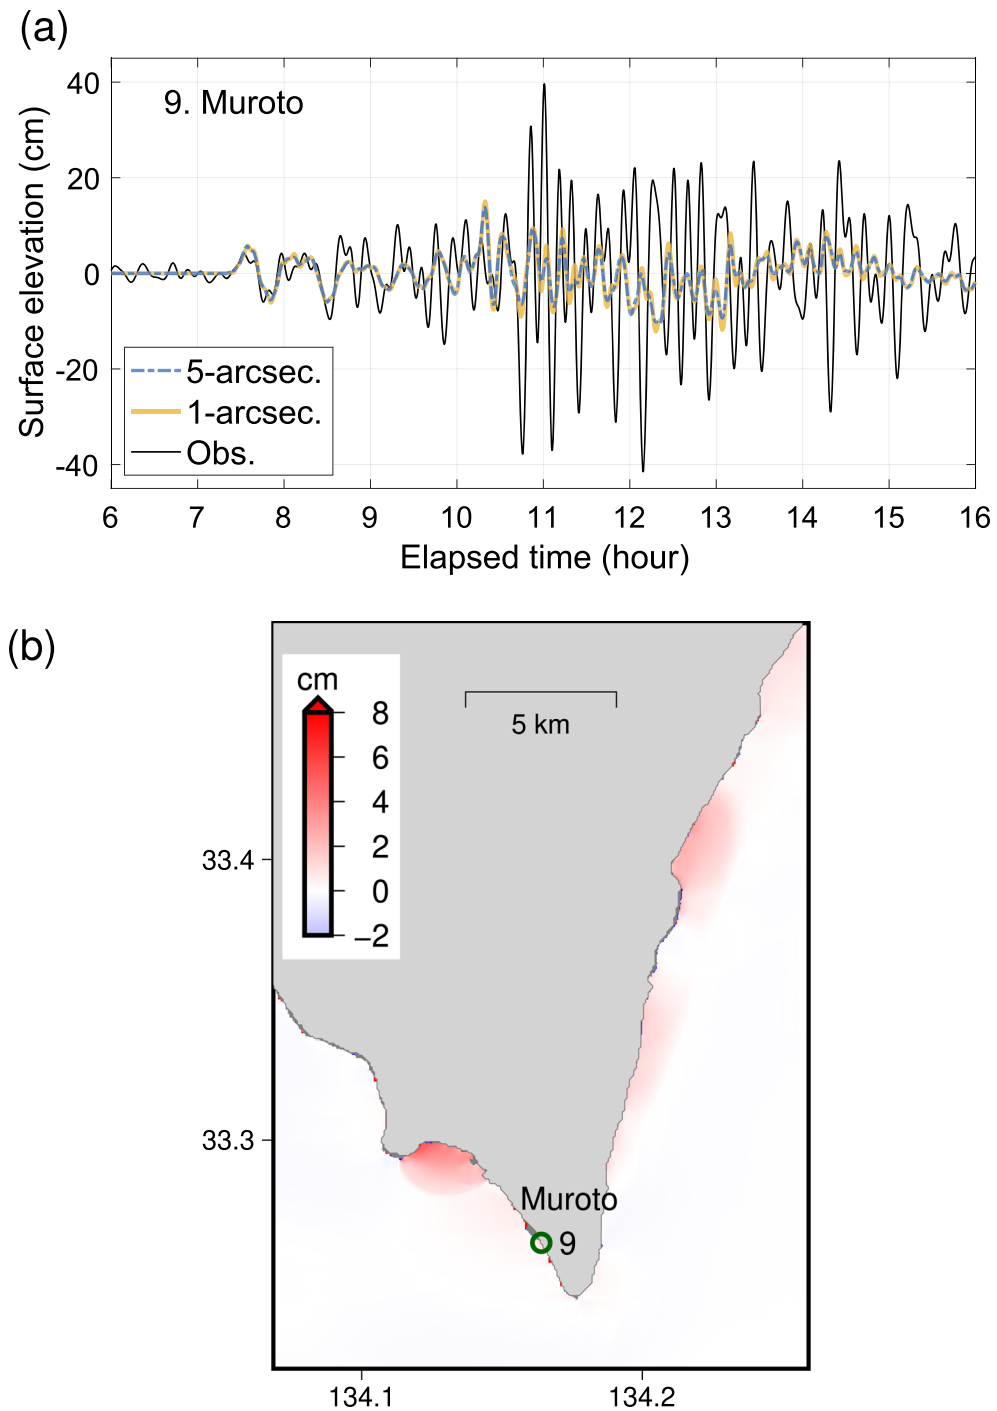 (a)
Surface elevation (cm)
40
20
0
-20
-40
9. Muroto
5-arcsec.
1-arcsec.
Obs.
6 7 8 9 10 11 12 13 14 15 16
Elapsed time (hour)
(b)
cm
8
6
4
2
0
−2
5 km
33.4
33.3
Muroto
9
134.1 134.2